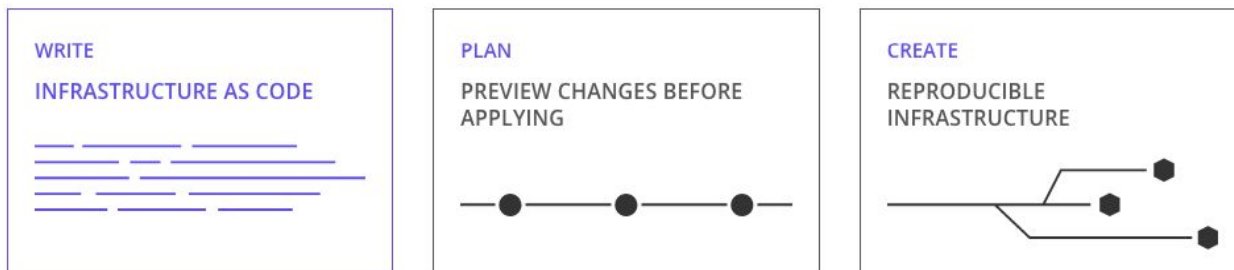 WRITE
INFRASTRUCTURE AS CODE
PLAN
PREVIEW CHANGES BEFORE
APPLYING
CREATE
REPRODUCIBLE
INFRASTRUCTURE